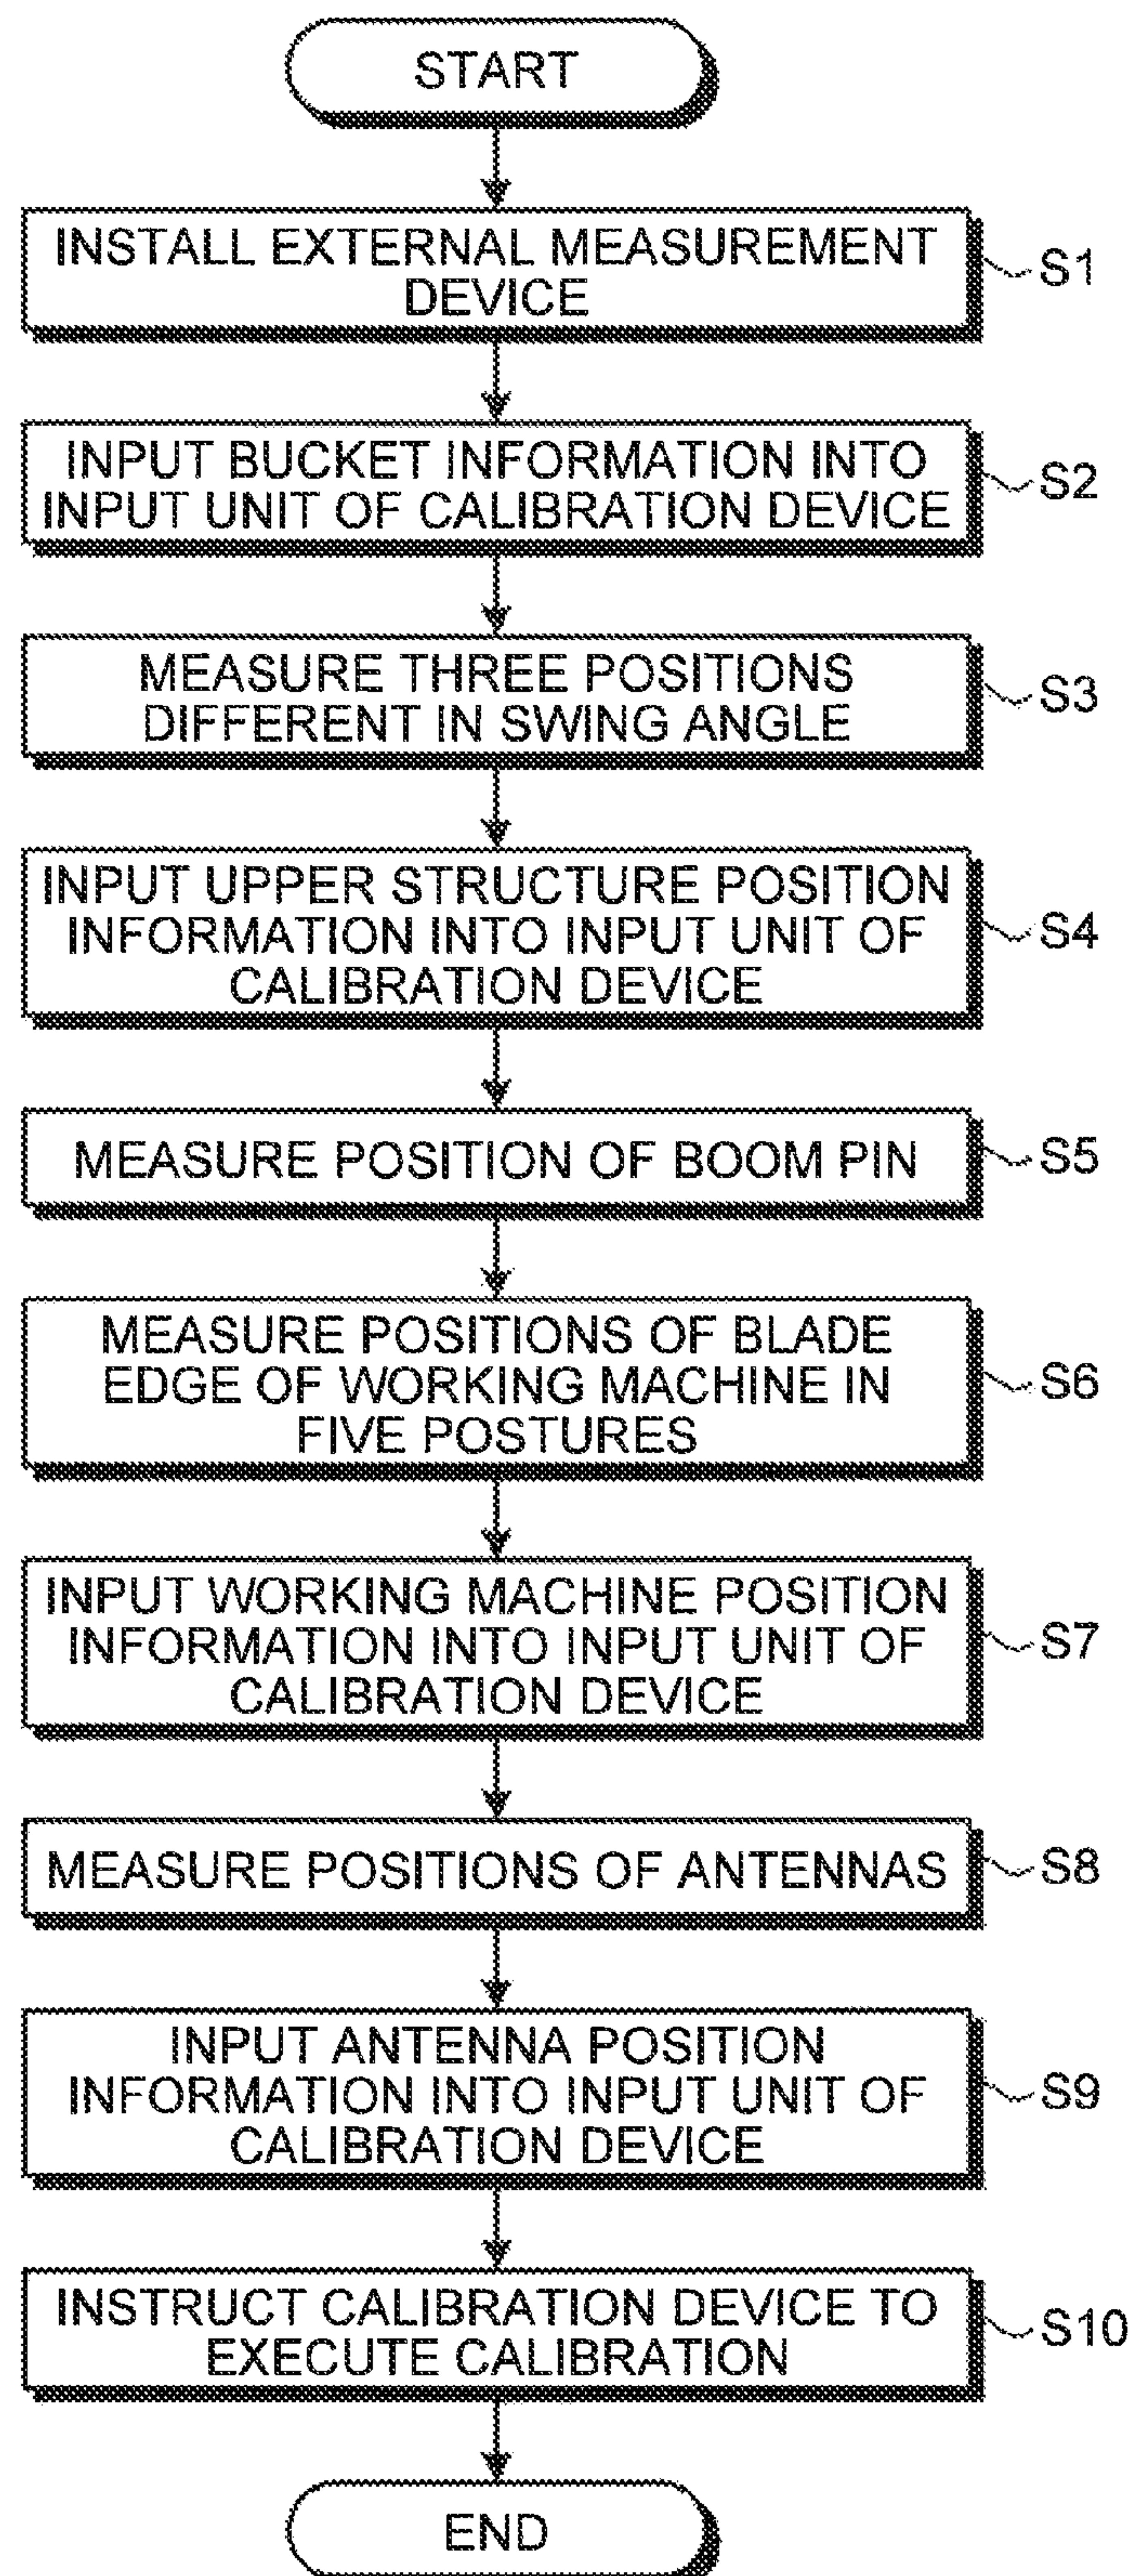 START
INSTALL EXTERNAL MEASUREMENT
DEVICE
S1
INPUT BUCKET INFORMATION INTO
INPUT UNIT OF CALIBRATION DEVICE
S2
MEASURE THREE POSITIONS
DIFFERENT IN SWING ANGLE
S3
INPUT UPPER STRUCTURE POSITION
INFORMATION INTO INPUT UNIT OF
CALIBRATION DEVICE
S4
MEASURE POSITION OF BOOM PIN
S5
MEASURE POSITIONS OF BLADE
EDGE OF WORKING MACHINE IN
FIVE POSTURES
S6
INPUT WORKING MACHINE POSITION
INFORMATION INTO INPUT UNIT OF
CALIBRATION DEVICE
S7
MEASURE POSITIONS OF ANTENNAS
S8
INPUT ANTENNA POSITION
INFORMATION INTO INPUT UNIT OF
CALIBRATION DEVICE
S9
INSTRUCT CALIBRATION DEVICE TO
EXECUTE CALIBRATION
S10
END